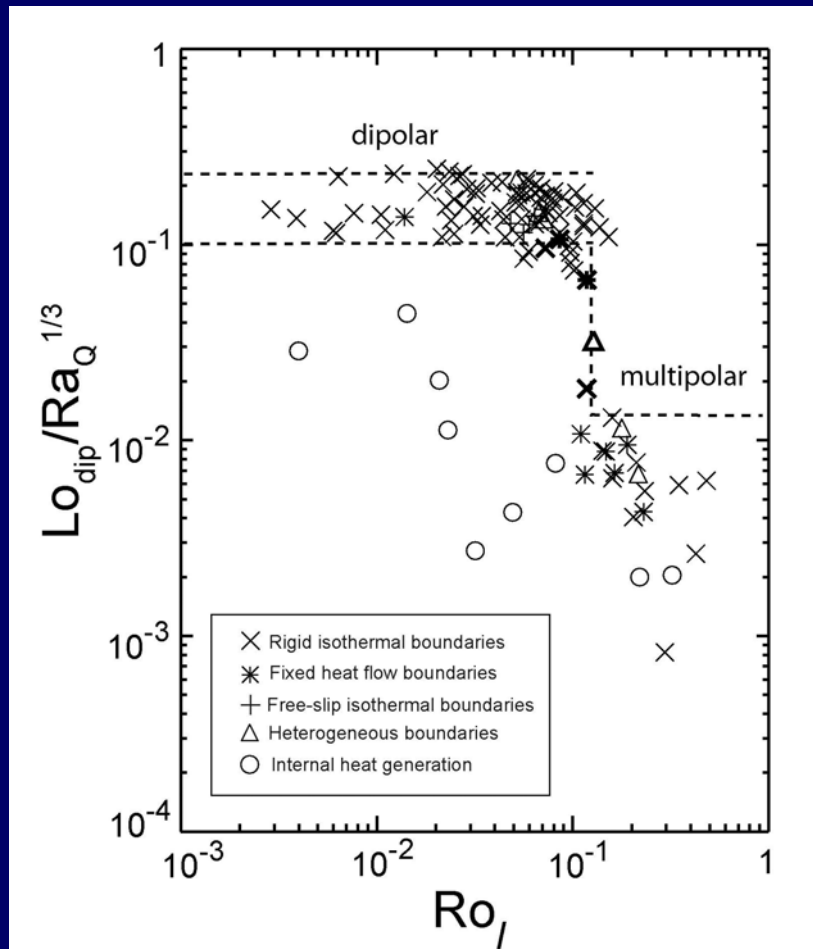 1
dipolar
10^-1
multipolar
Lo_dip/Ra_Q^1/3
10^-2
10^-3
Rigid isothermal boundaries
Fixed heat flow boundaries
Free-slip isothermal boundaries
Heterogeneous boundaries
Internal heat generation
10^-4
10^-3 10^-2 10^-1 1
Ro_l